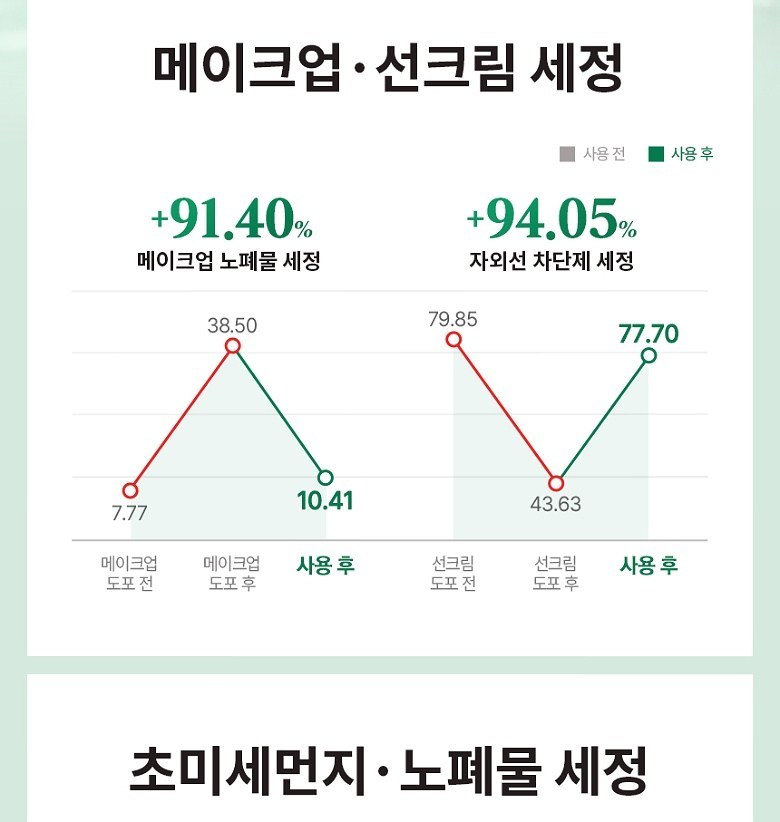 메이크업·선크림 세정
사용 전 사용 후
+91.40%
메이크업 노폐물 세정
38.50
7.77
10.41
메이크업
도포 전
메이크업
도포 후
사용 후
+94.05%
자외선 차단제 세정
79.85
77.70
43.63
선크림
도포 전
선크림
도포 후
사용 후
초미세먼지·노폐물 세정